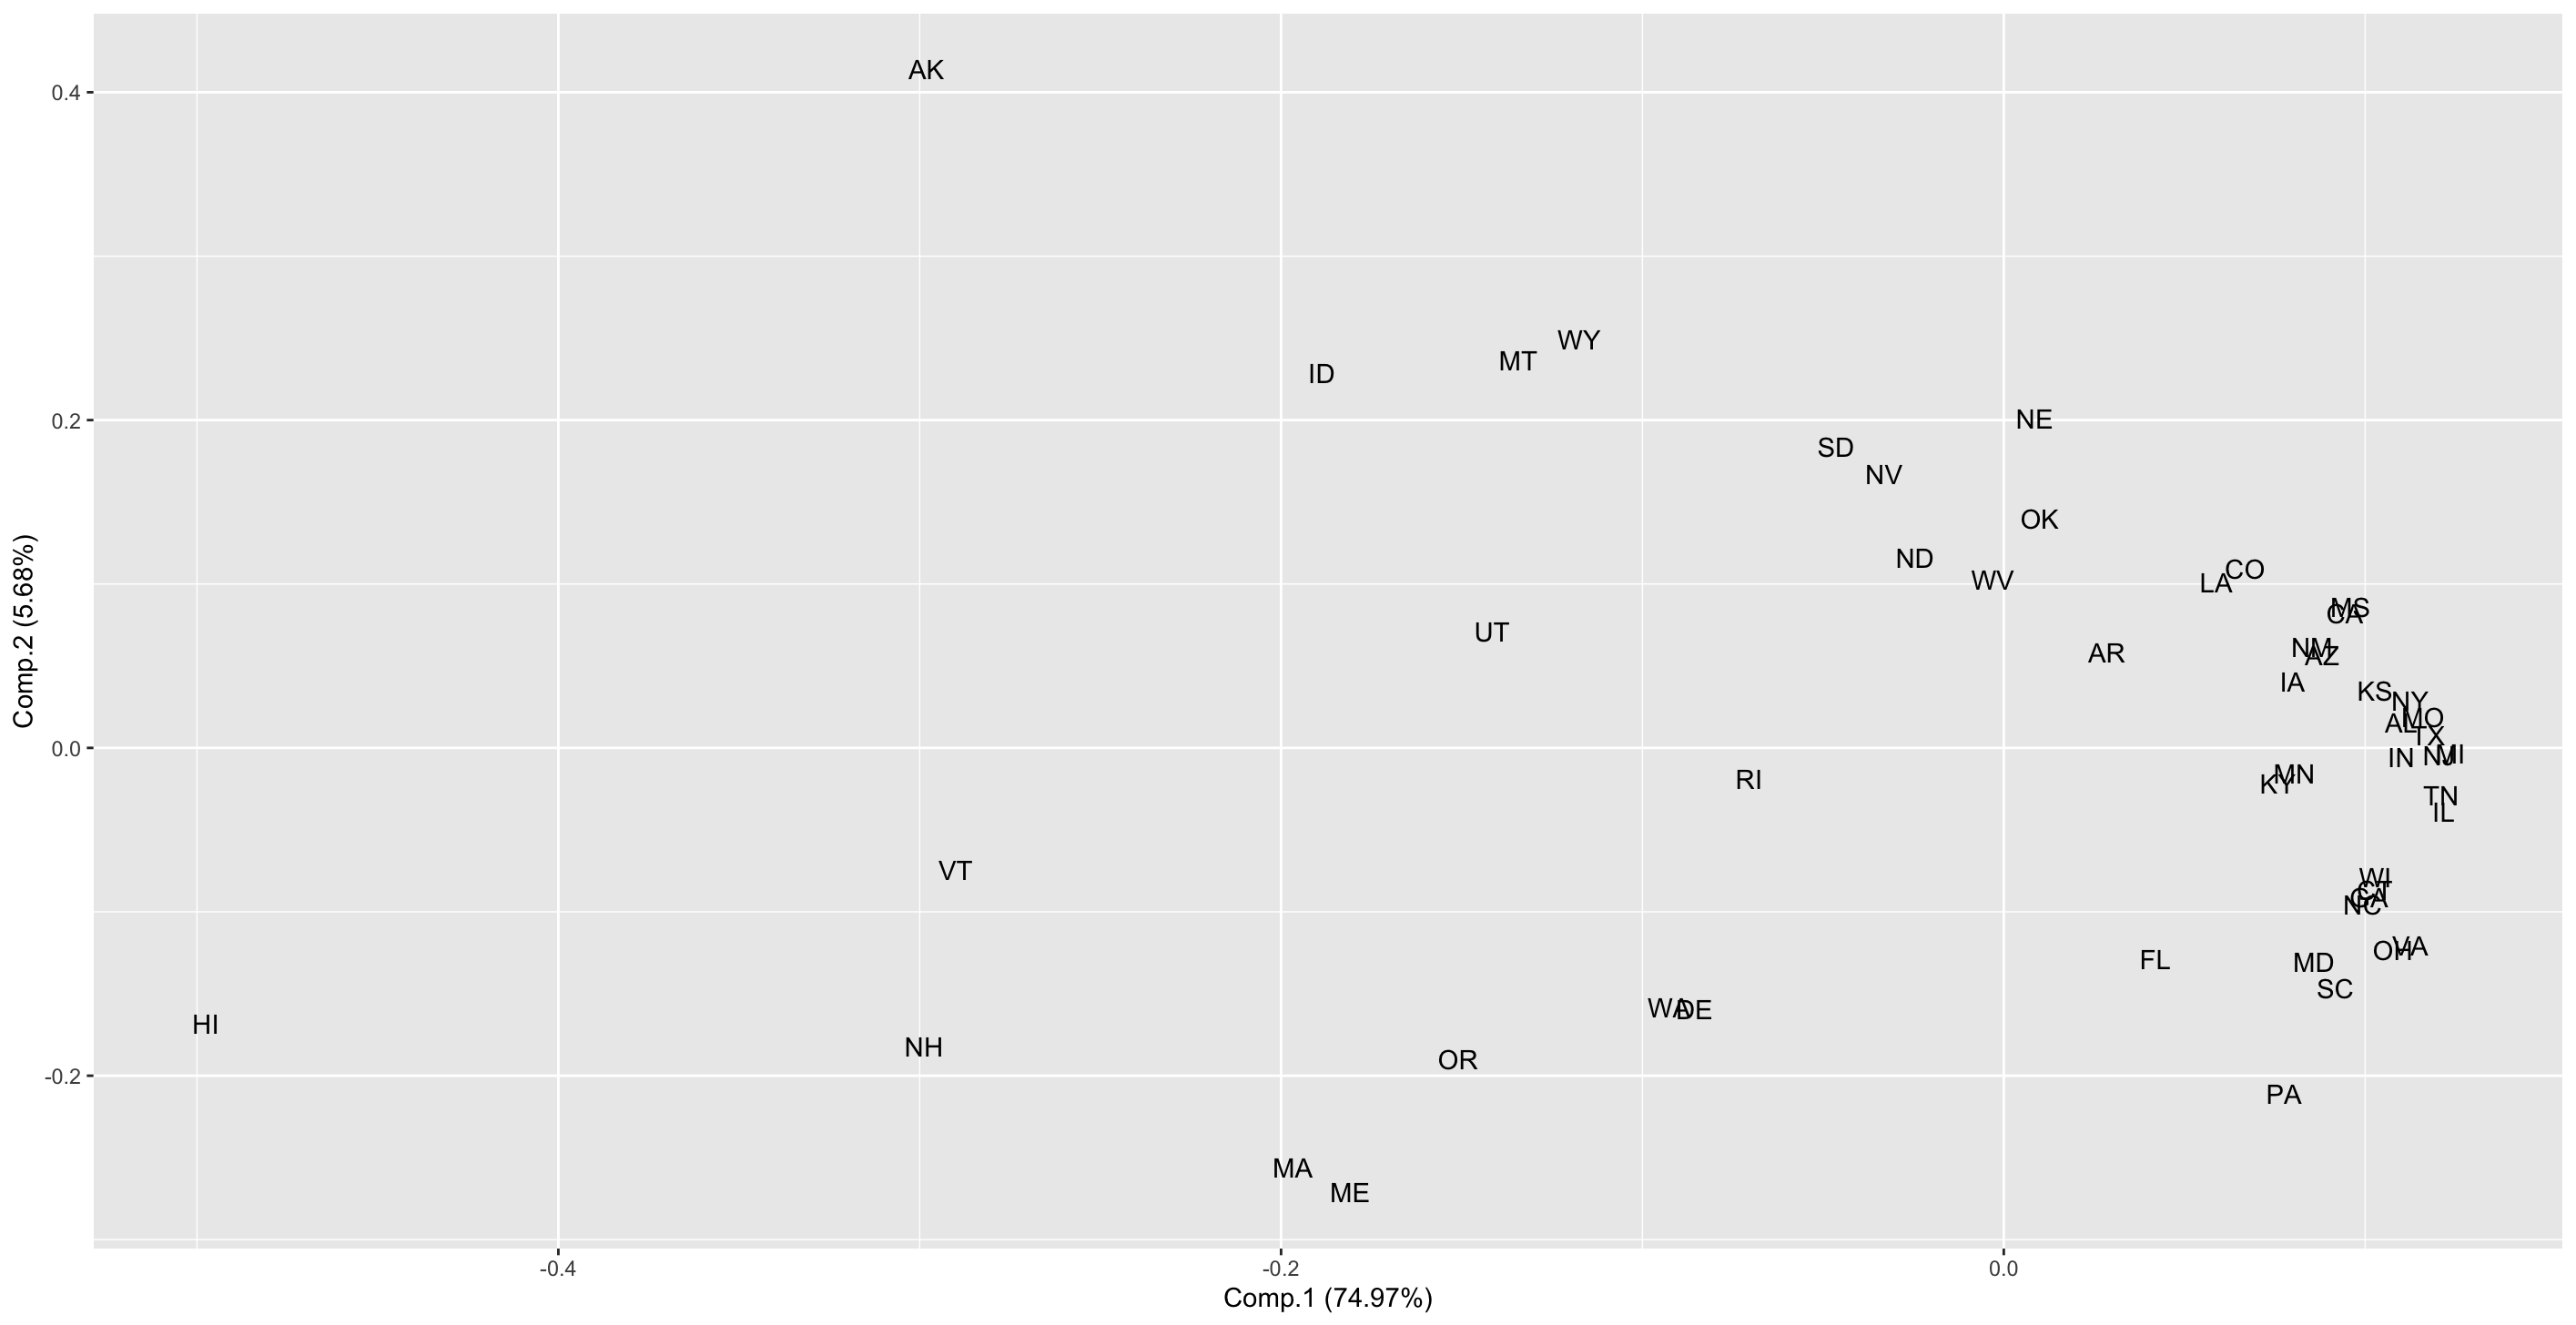 AK
0.4
WY
MT
ID
NE
0.2
SD
NV
OK
ND
WV
CO
LA
MS
CA
UT
AR
NM
AZ
IA
KS
NY
MO
AL
TX
0.0
IN
NJ
MI
MN
KY
RI
TN
IL
VT
WI
CT
GA
NC
VA
OH
FL
MD
SC
WA
DE
HI
NH
OR
-0.2
PA
MA
ME
-0.4
-0.2
0.0
Comp.1 (74.97%)
Comp.2 (5.68%)